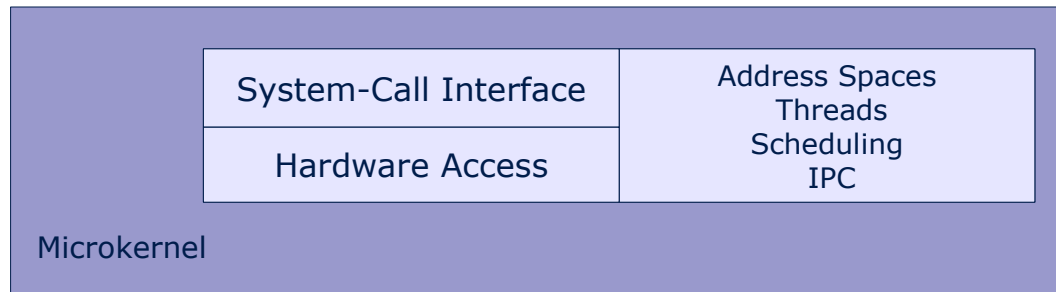 System-Call Interface
Hardware Access
Address Spaces
Threads
Scheduling
IPC
Microkernel